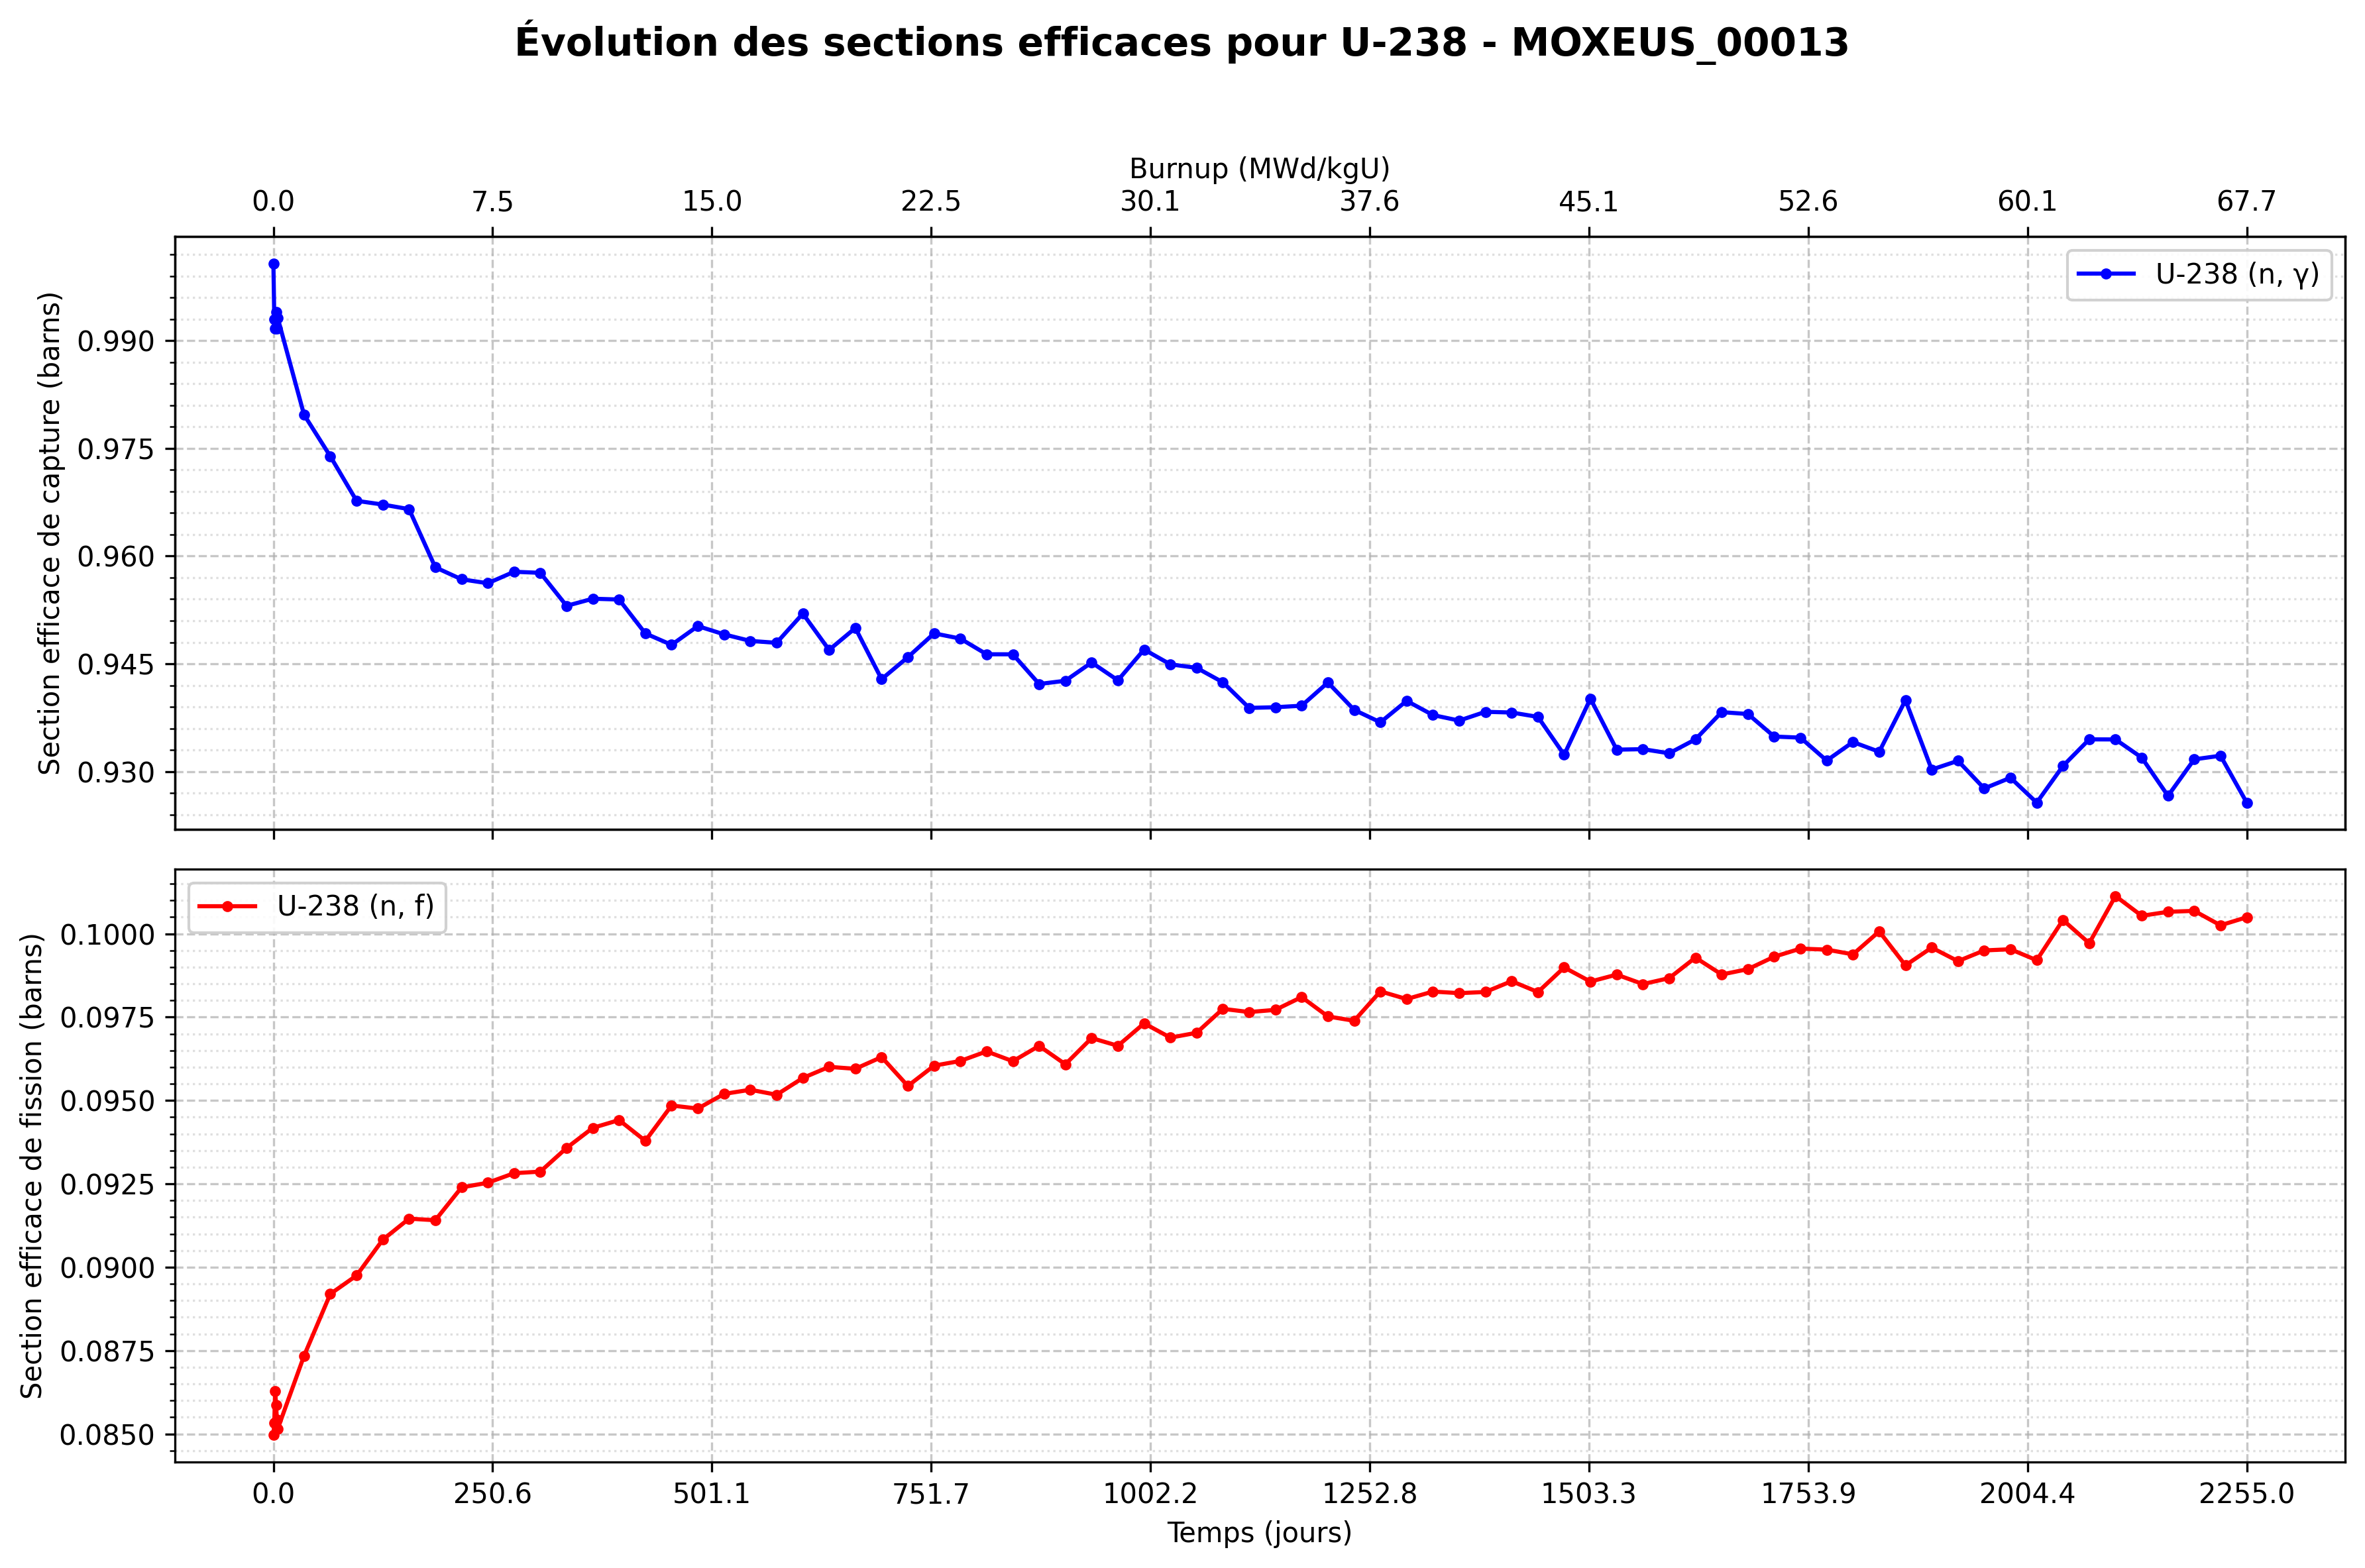 Évolution des sections efficaces pour U-238 - MOXEUS_00013
Burnup (MWd/kgU)
0.0 7.5 15.0 22.5 30.1 37.6 45.1 52.6 60.1 67.7
Section efficace de capture (barns)
0.990
0.975
0.960
0.945
0.930
U-238 (n, γ)
Section efficace de fission (barns)
0.1000
0.0975
0.0950
0.0925
0.0900
0.0875
0.0850
U-238 (n, f)
0.0 250.6 501.1 751.7 1002.2 1252.8 1503.3 1753.9 2004.4 2255.0
Temps (jours)